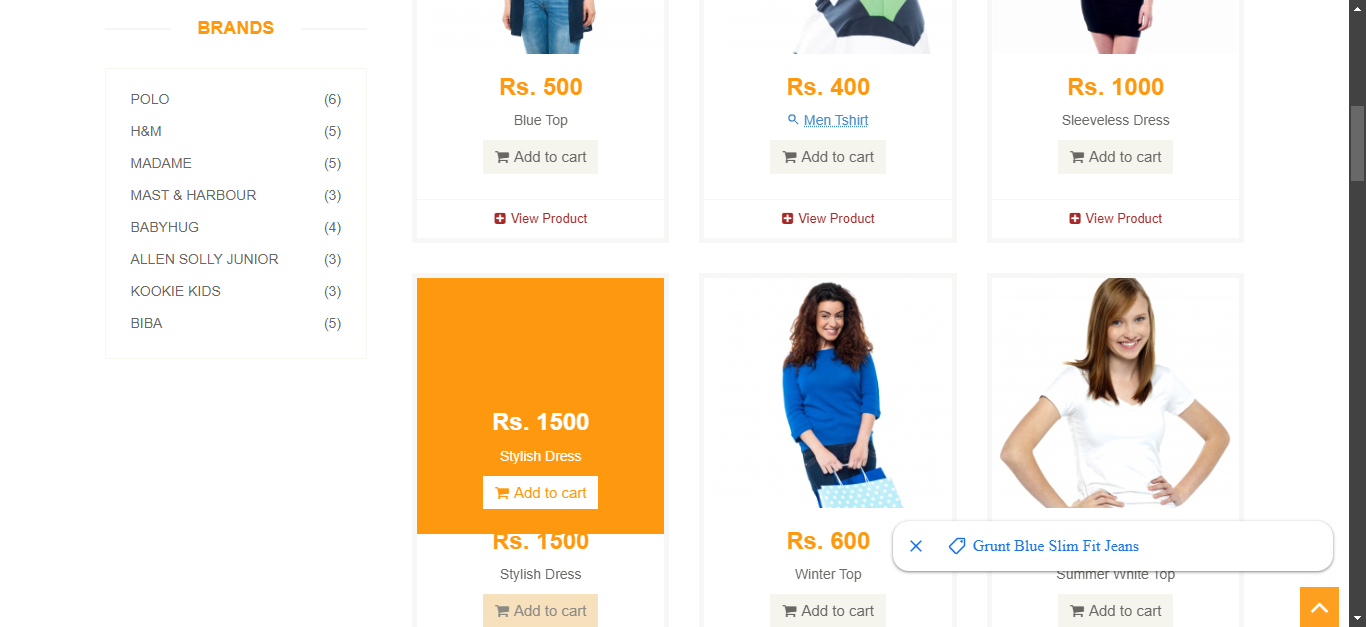 BRANDS
POLO (6)
H&M (5)
MADAME (5)
MAST & HARBOUR (3)
BABYHUG (4)
ALLEN SOLLY JUNIOR (3)
KOOKIE KIDS (3)
BIBA (5)
Rs. 500
Blue Top
Add to cart
View Product
Rs. 400
Men Tshirt
Add to cart
View Product
Rs. 1000
Sleeveless Dress
Add to cart
View Product
Rs. 1500
Stylish Dress
Add to cart
Rs. 1500
Stylish Dress
Add to cart
Rs. 600
Winter Top
Add to cart
Summer White Top
Add to cart
Grunt Blue Slim Fit Jeans